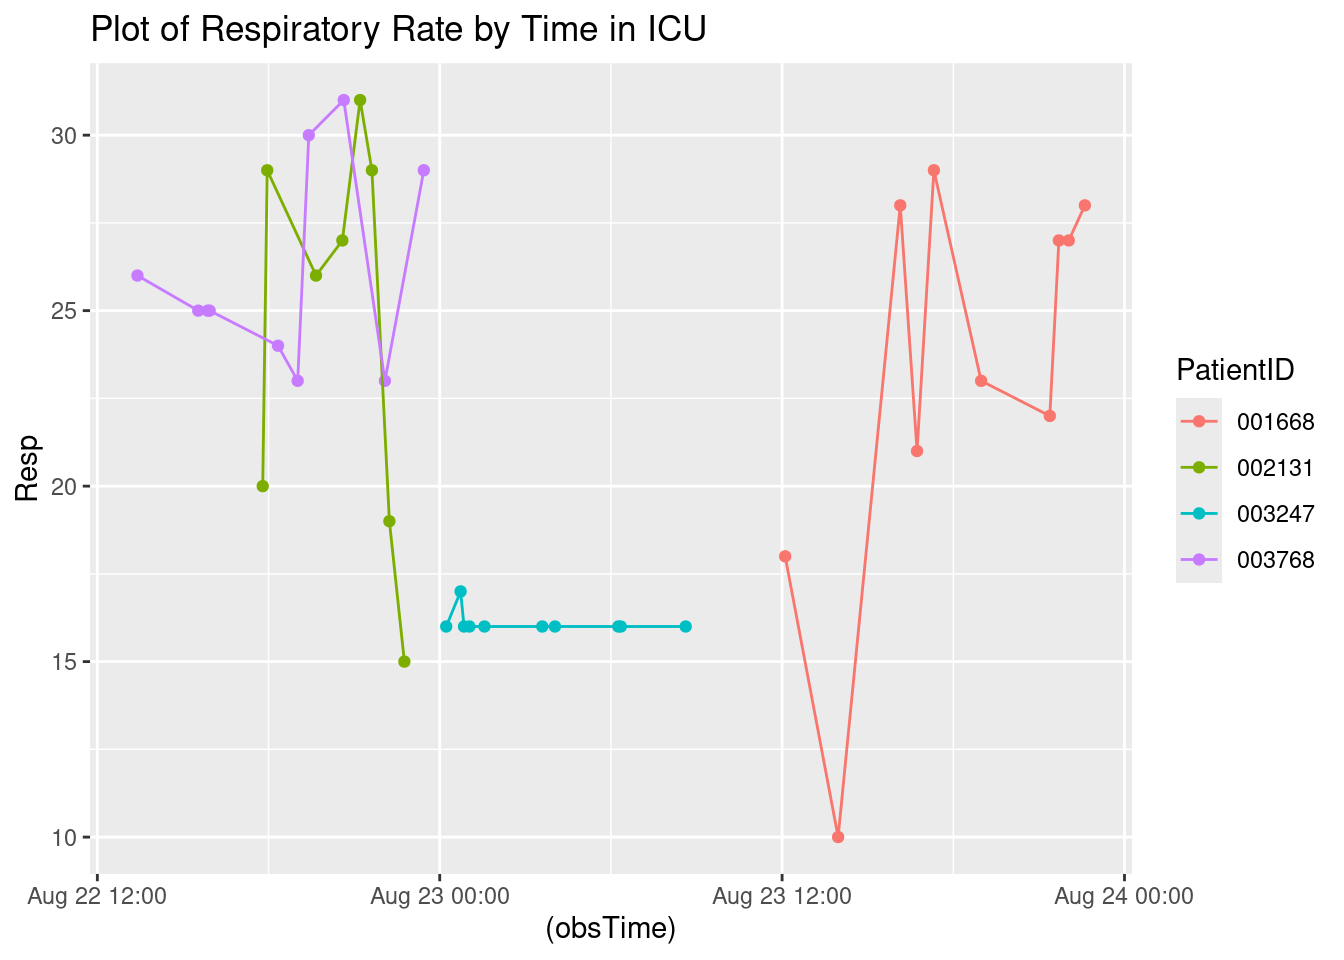 Plot of Respiratory Rate by Time in ICU
Resp
30
25
20
15
10
Aug 22 12:00
Aug 23 00:00
Aug 23 12:00
Aug 24 00:00
(obsTime)
PatientID
001668
002131
003247
003768